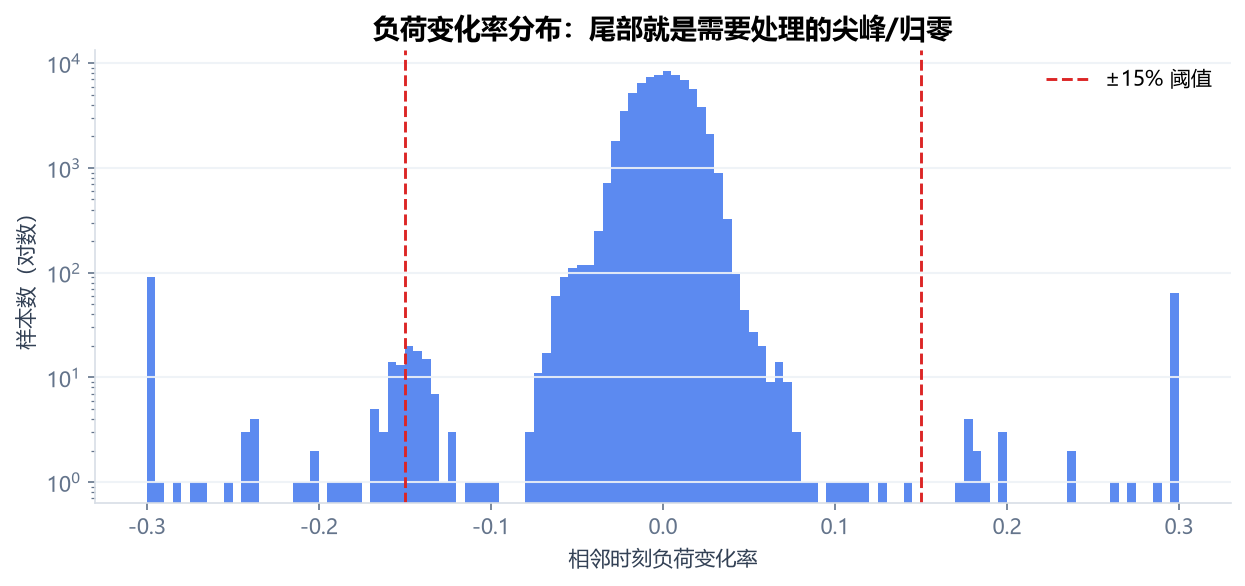 负荷变化率分布：尾部就是需要处理的尖峰/归零
±15% 阈值
样本数（对数）
10⁴
10³
10²
10¹
10⁰
-0.3 -0.2 -0.1 0.0 0.1 0.2 0.3
相邻时刻负荷变化率